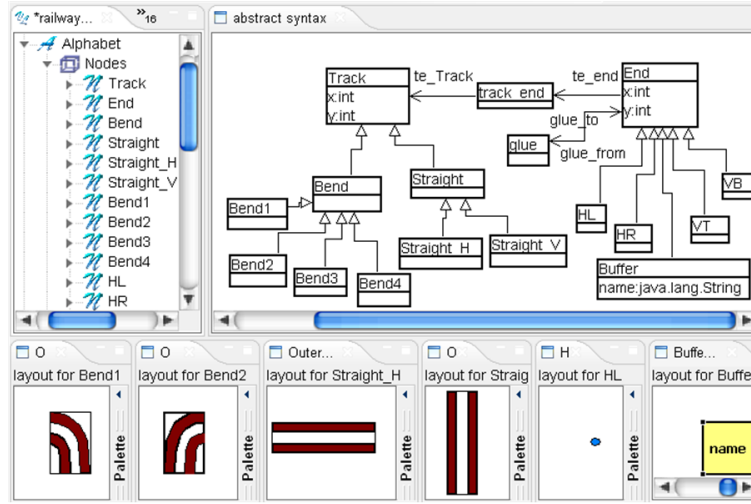 *railway...
»16
Alphabet
Nodes
Track
End
Bend
Straight
Straight_H
Straight_V
Bend1
Bend2
Bend3
Bend4
HL
HR
abstract syntax
Track
x:int
y:int
te_Track
track_end
te_end
End
x:int
y:int
glue_to
glue
glue_from
Bend
Straight
Bend1
Bend2
Bend3
Bend4
Straight_H
Straight_V
HL
HR
VT
VB
Buffer
name:java.lang.String
O
layout for Bend1
Palette
O
layout for Bend2
Palette
Outer...
layout for Straight_H
Palette
O
layout for Straig
Palette
H
layout for HL
Palette
Buffe...
layout for Buffe
name